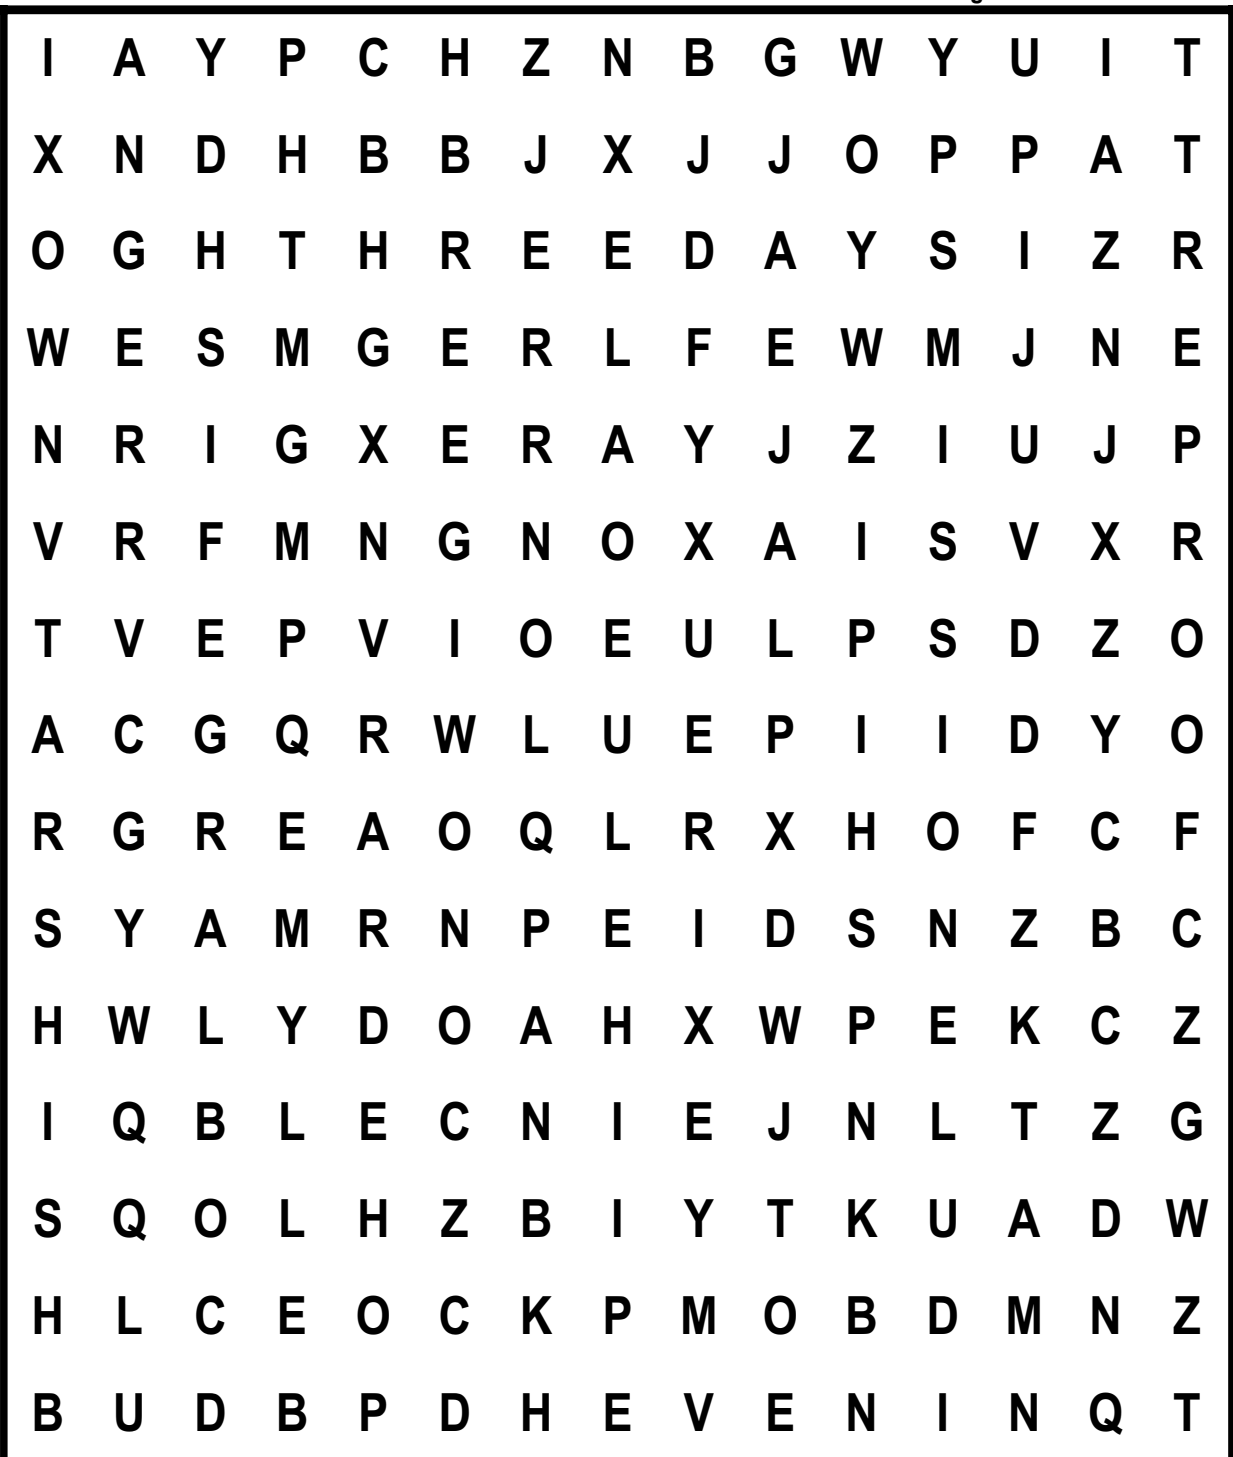 I A Y P C H Z N B G W Y U I T
X N D H B B J X J J O P P A T
O G H T H R E E D A Y S I Z R
W E S M G E R L F E W M J N E
N R I G X E R A Y J Z I U J P
V R F M N G N O X A I S V X R
T V E P V I O E U L P S D Z O
A C G Q R W L U E P I I D Y O
R G R E A O Q L R X H O F C F
S Y A M R N P E I D S N Z B C
H W L Y D O A H X W P E K C Z
I Q B L E C N I E J N L T Z G
S Q O L H Z B I Y T K U A D W
H L C E O C K P M O B D M N Z
B U D B P D H E V E N I N Q T